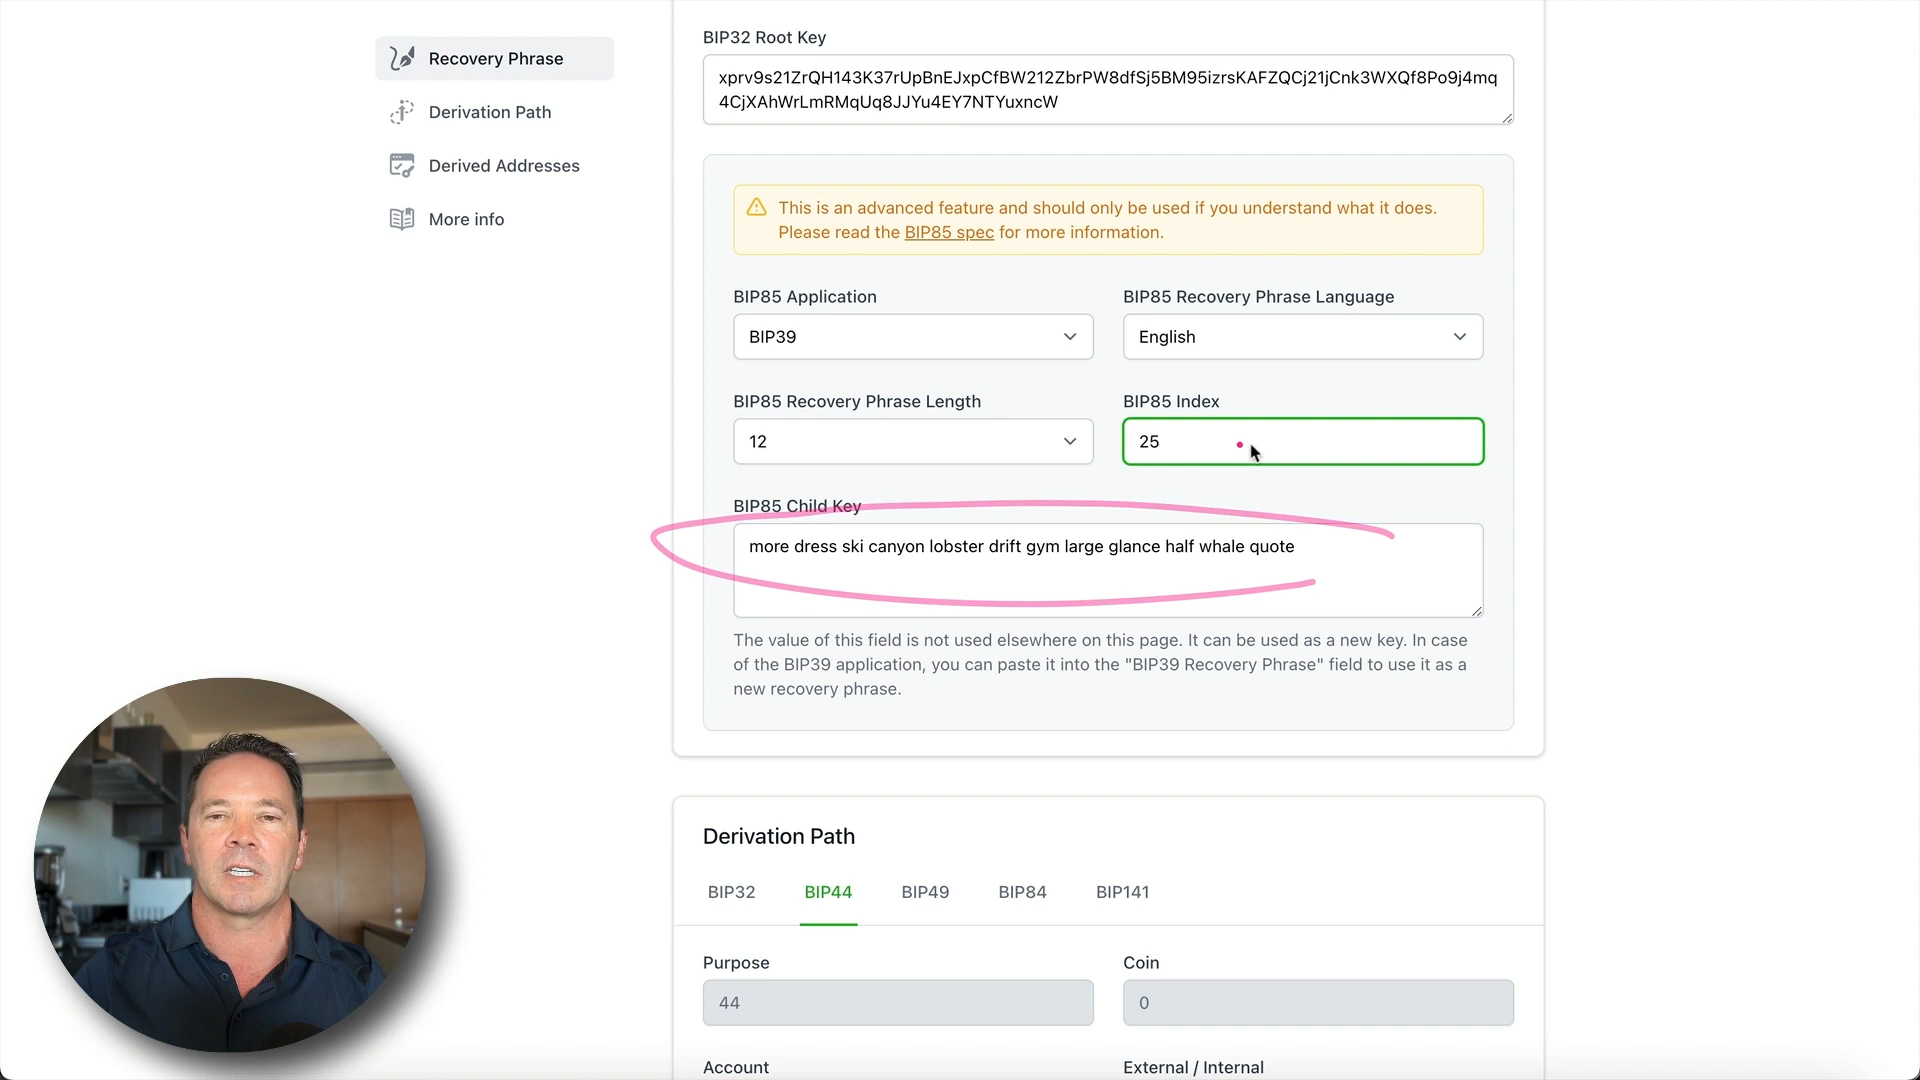 Recovery Phrase
Derivation Path
Derived Addresses
More info
BIP32 Root Key
xprv9s21ZrQH143K37rUpBnEJxpCfBW212ZbrPW8dfSj5BM95izrsKAFZQCj21jCnk3WXQf8Po9j4mq
4CjXAhWrLmRMqUq8JJYu4EY7NTYuxncW
This is an advanced feature and should only be used if you understand what it does.
Please read the BIP85 spec for more information.
BIP85 Application
BIP85 Recovery Phrase Language
BIP39
English
BIP85 Recovery Phrase Length
BIP85 Index
12
25
BIP85 Child Key
more dress ski canyon lobster drift gym large glance half whale quote
The value of this field is not used elsewhere on this page. It can be used as a new key. In case
of the BIP39 application, you can paste it into the "BIP39 Recovery Phrase" field to use it as a
new recovery phrase.
Derivation Path
BIP32 BIP44 BIP49 BIP84 BIP141
Purpose
Coin
44
0
Account
External / Internal